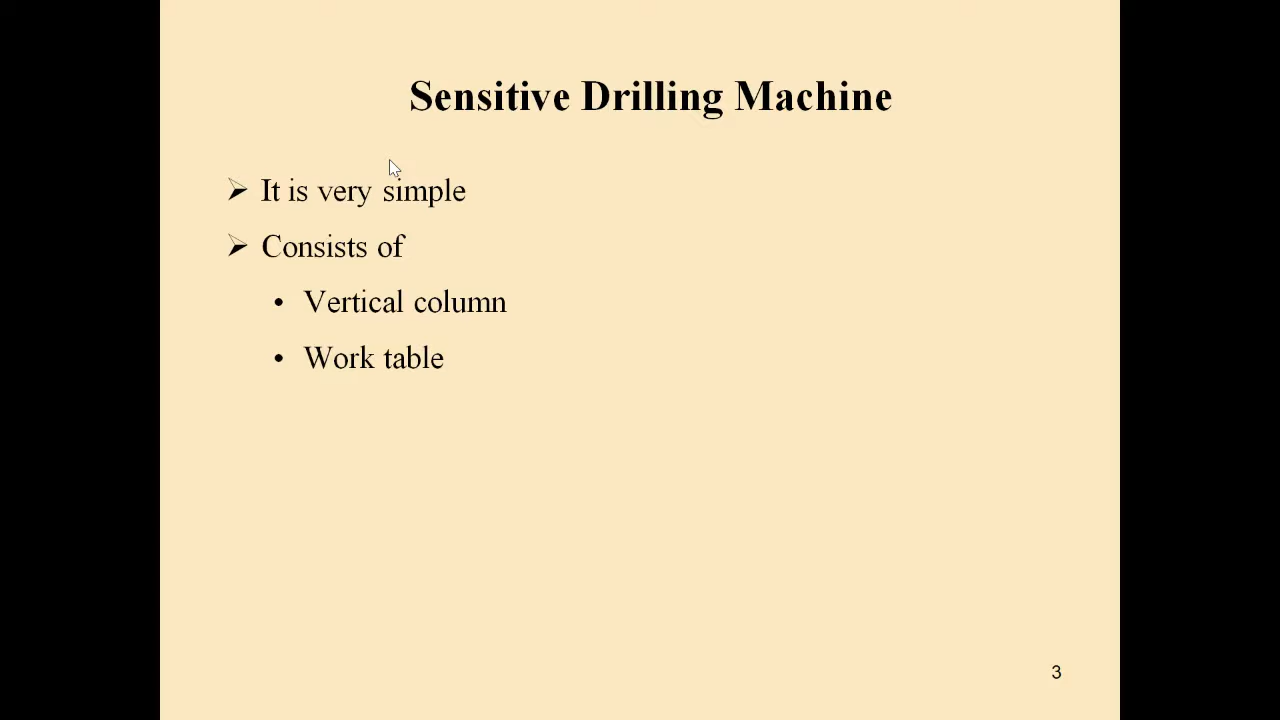 Sensitive Drilling Machine
➢ It is very simple
➢ Consists of
• Vertical column
• Work table
3